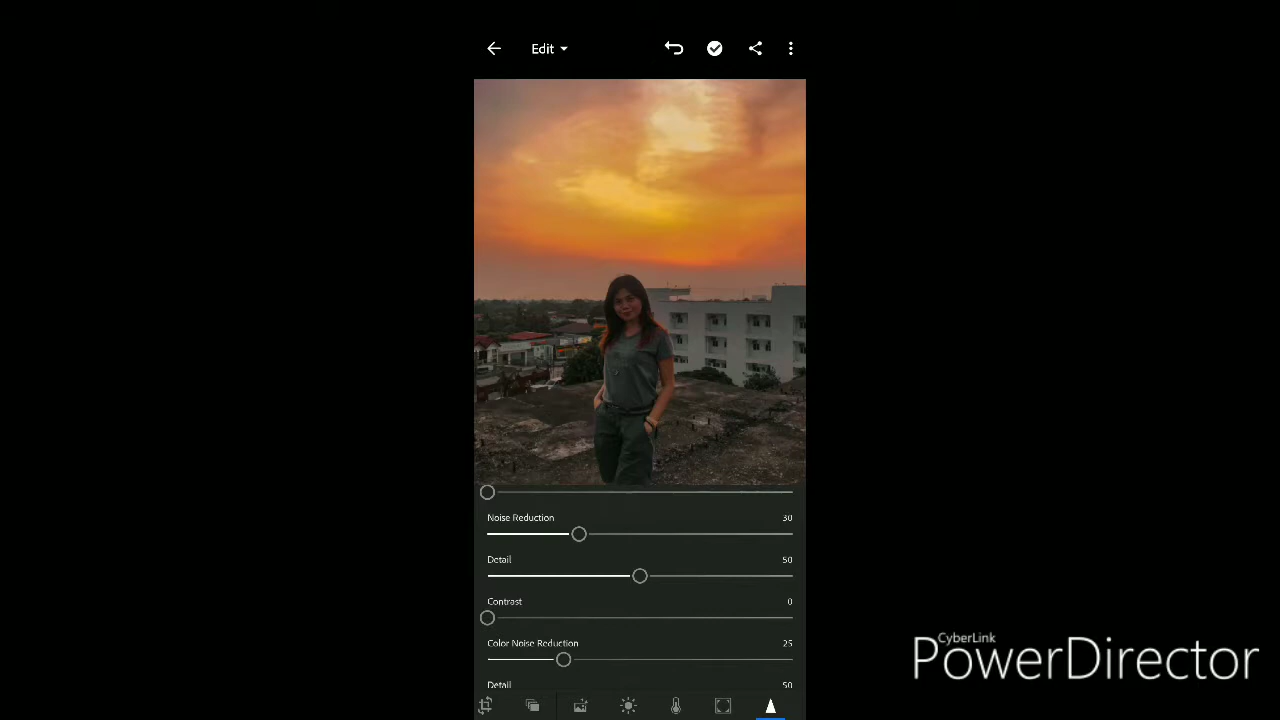 Edit
Noise Reduction 30
Detail 50
Contrast 0
Color Noise Reduction 25
Detail 50
CyberLink
PowerDirector